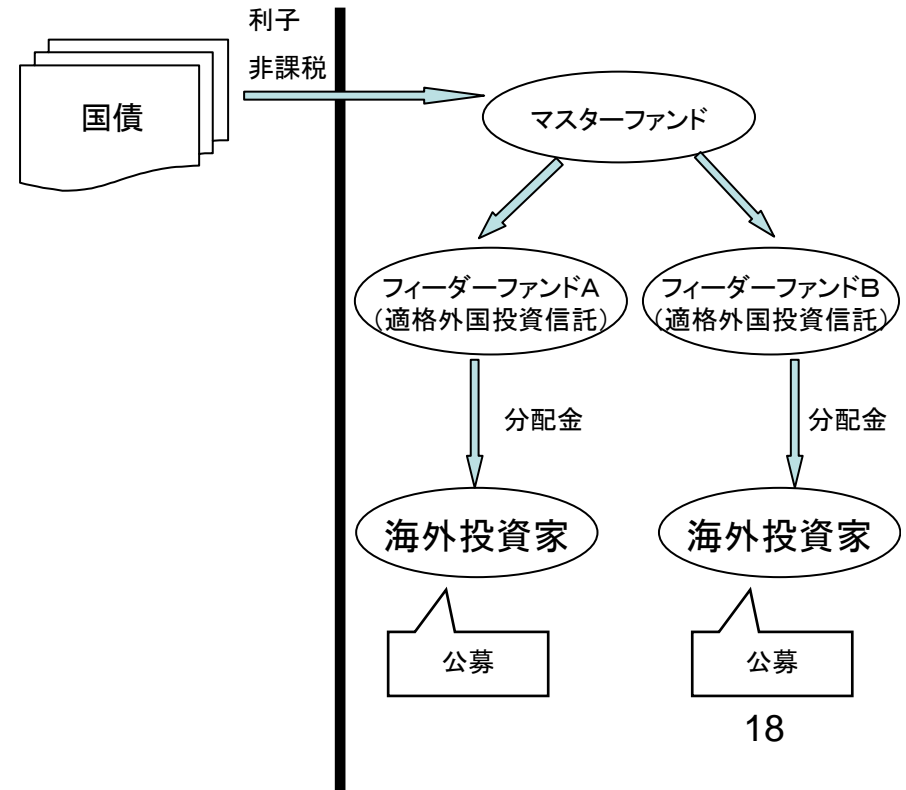 利子
非課税
国債
マスターファンド
フィーダーファンドA
（適格外国投資信託）
フィーダーファンドB
（適格外国投資信託）
分配金
分配金
海外投資家
海外投資家
公募
公募
18